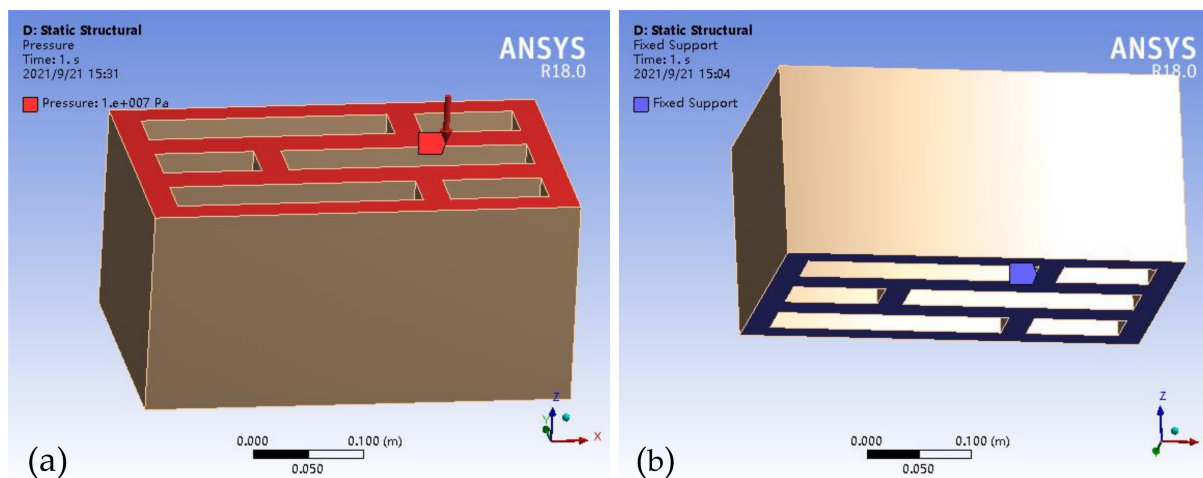 D: Static Structural
Pressure
Time: 1. s
2021/9/21 15:31
Pressure: 1.e+007 Pa
ANSYS
R18.0
0.000
0.100 (m)
0.050
Z
Y
X
(a)
D: Static Structural
Fixed Support
Time: 1. s
2021/9/21 15:04
Fixed Support
ANSYS
R18.0
0.000
0.100 (m)
0.050
Z
(b)